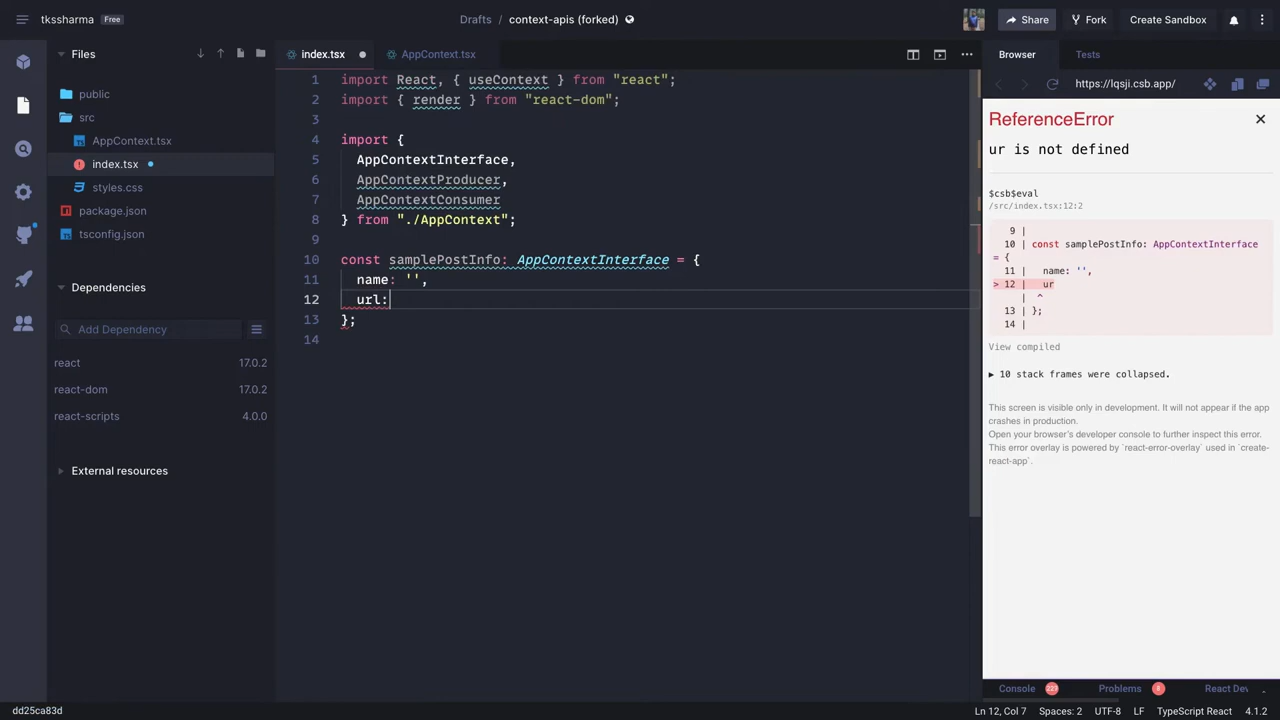 tkssharma Free
Drafts / context-apis (forked)
Share
Fork
Create Sandbox
Files
index.tsx
AppContext.tsx
Browser
Tests
public
src
AppContext.tsx
index.tsx
styles.css
package.json
tsconfig.json
Dependencies
Add Dependency
react 17.0.2
react-dom 17.0.2
react-scripts 4.0.0
External resources
1 import React, { useContext } from "react";
2 import { render } from "react-dom";
3
4 import {
5 AppContextInterface,
6 AppContextProducer,
7 AppContextConsumer
8 } from "./AppContext";
9
10 const samplePostInfo: AppContextInterface = {
11 name: '',
12 url:
13 };
14
https://lqsji.csb.app/
ReferenceError
ur is not defined
$csb$eval
/src/index.tsx:12:2
9 |
10 | const samplePostInfo: AppContextInterface
= {
11 | name: '',
> 12 | ur
| ^
13 | };
14 |
View compiled
▶ 10 stack frames were collapsed.
This screen is visible only in development. It will not appear if the app
crashes in production.
Open your browser's developer console to further inspect this error.
This error overlay is powered by `react-error-overlay` used in `create-
react-app`.
Console 229
Problems 8
React Dev
dd25ca83d
Ln 12, Col 7 Spaces: 2 UTF-8 LF TypeScript React 4.1.2